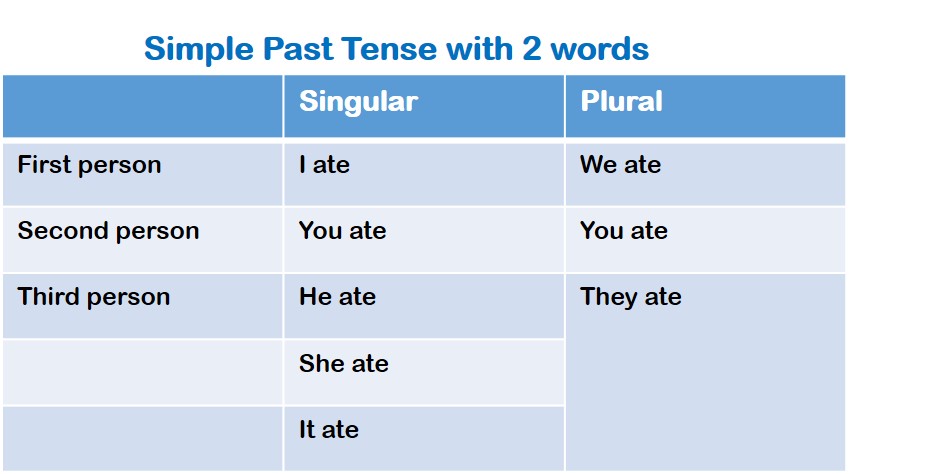 Simple Past Tense with 2 words
Singular Plural
First person I ate We ate
Second person You ate You ate
Third person He ate They ate
She ate
It ate